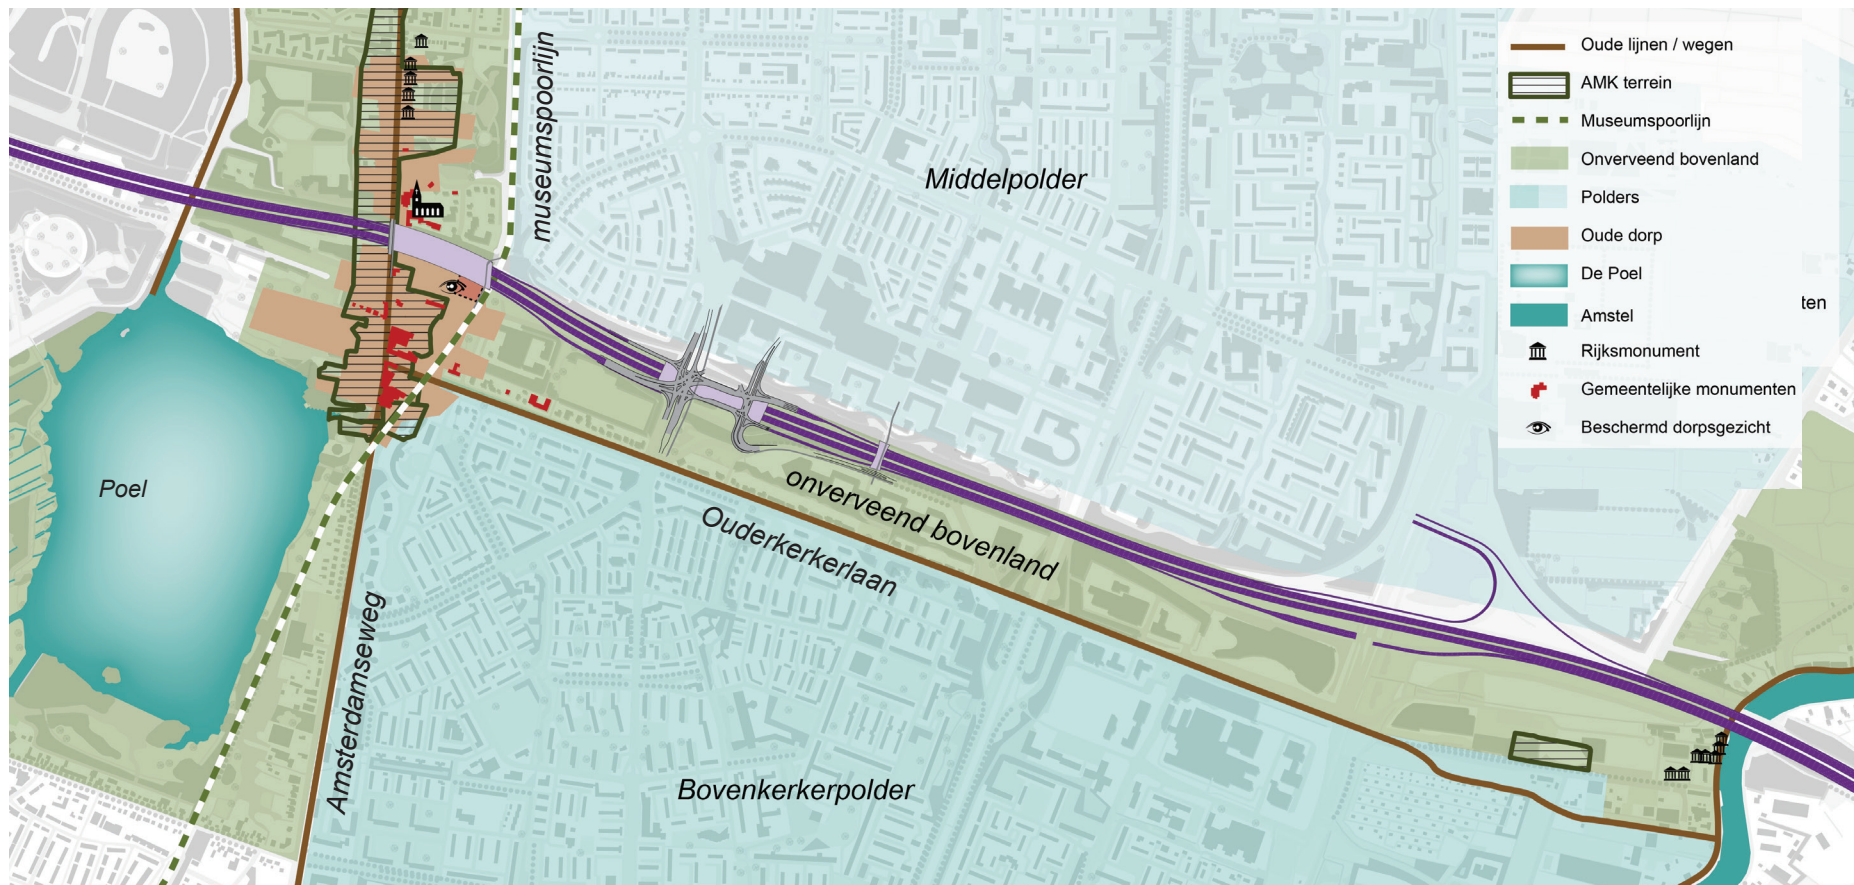 museumspoorlijn
Middelpolder
Poel
onverveend bovenland
Ouderkerkerlaan
Amsterdamseweg
Bovenkerkerpolder
Oude lijnen / wegen
AMK terrein
Museumspoorlijn
Onverveend bovenland
Polders
Oude dorp
De Poel
ten
Amstel
Rijksmonument
Gemeentelijke monumenten
Beschermd dorpsgezicht